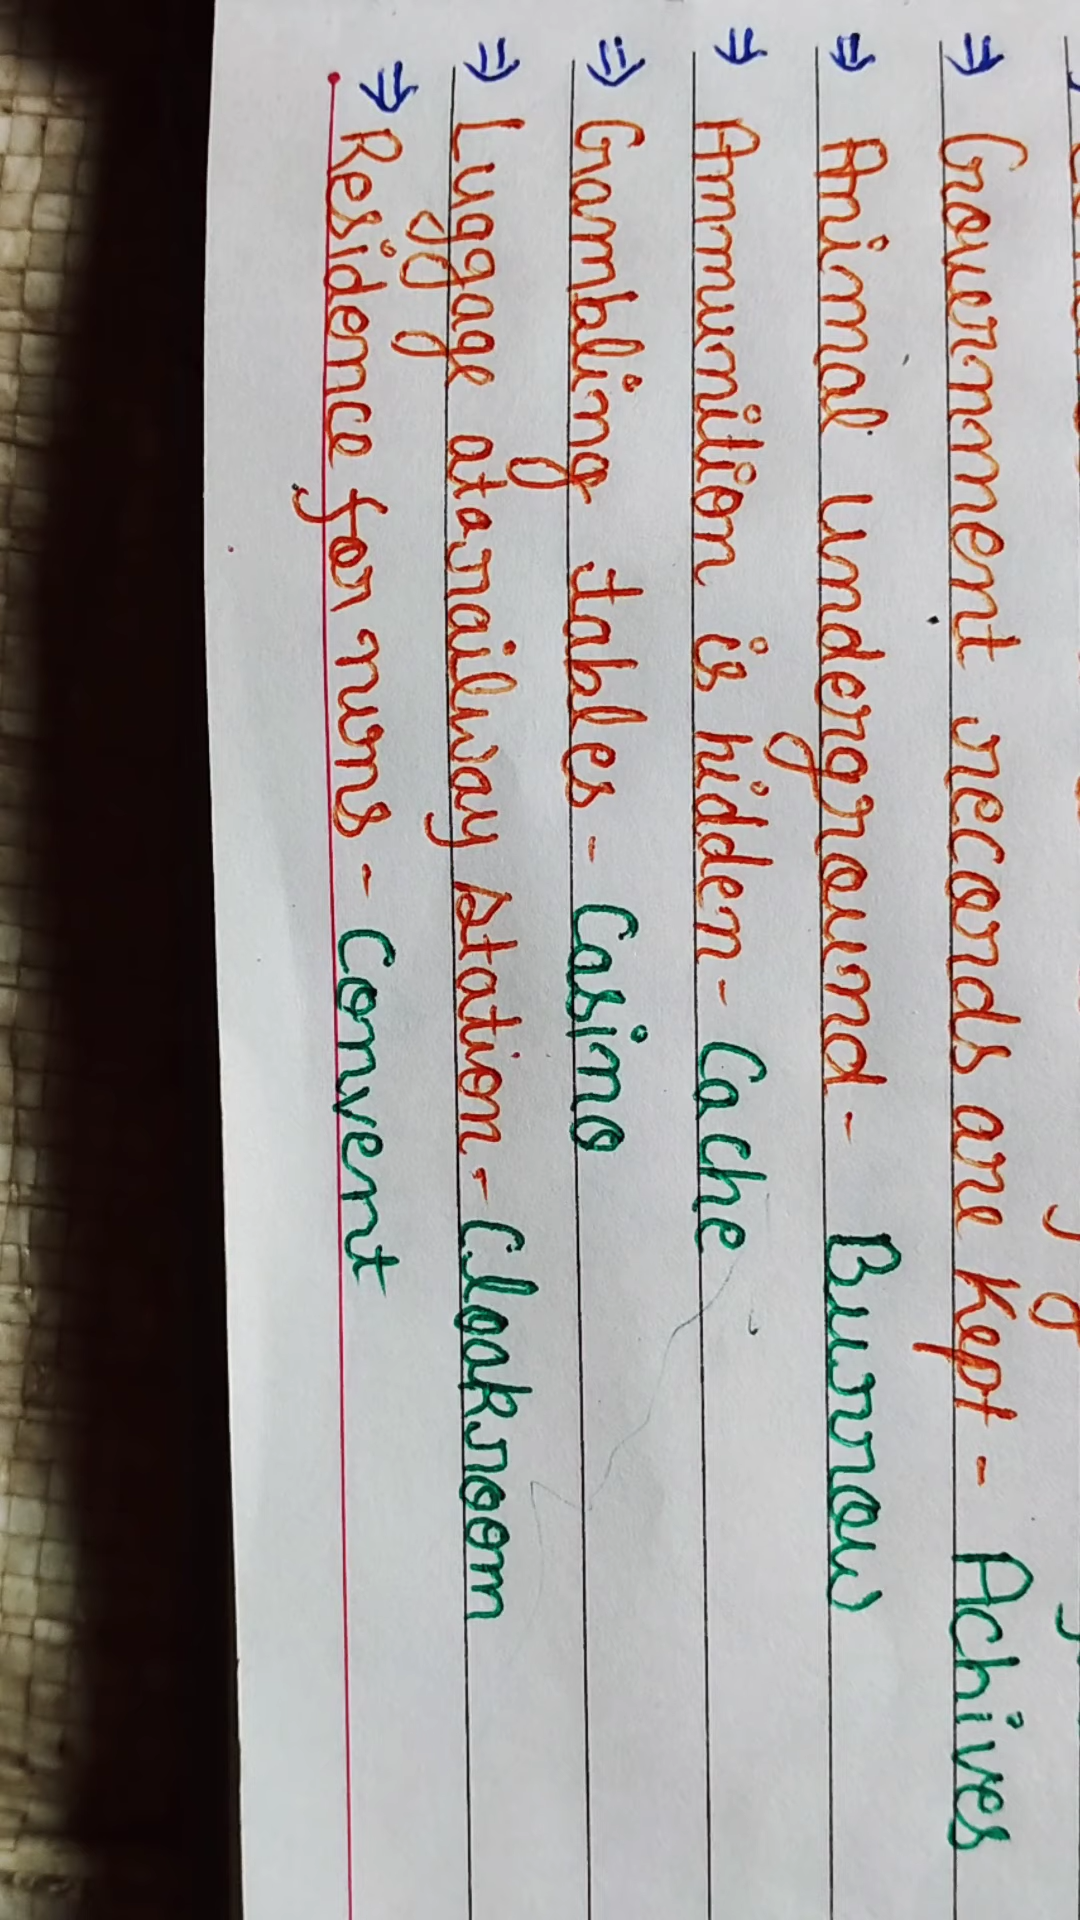 ⇒ Government records are kept - Achives
⇒ Animal underground - Burrow
⇒ Ammunition is hidden - Cache
⇒ Gambling tables - Casino
⇒ Luggage at a railway station - Cloakroom
⇒ Residence for nuns - Convent